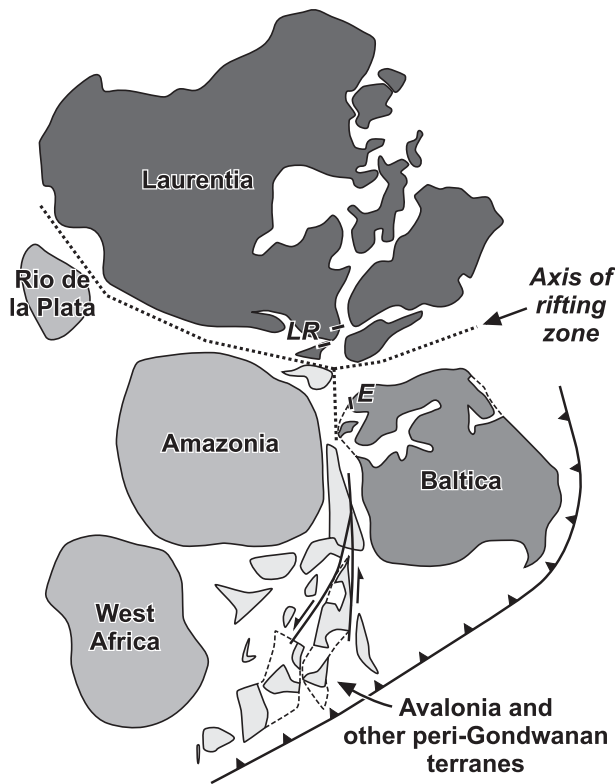 Laurentia
Rio de
la Plata
LR
Axis of
rifting
zone
E
Amazonia
Baltica
West
Africa
Avalonia and
other peri-Gondwanan
terranes